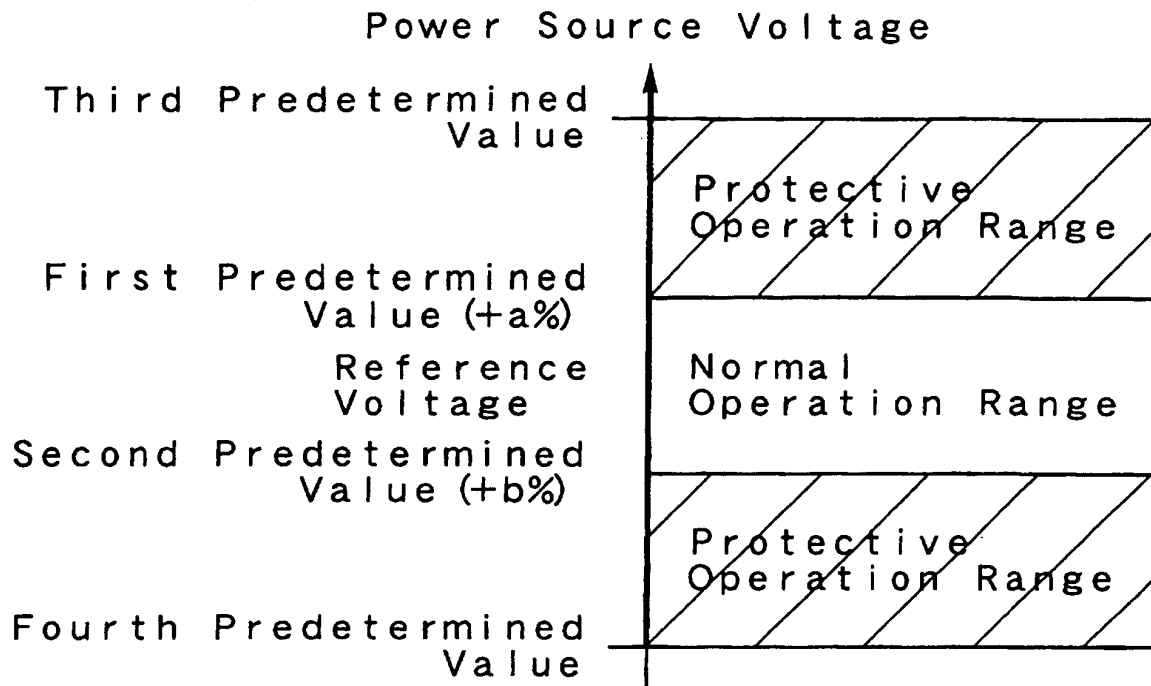 Power Source Voltage
Third Predetermined
Value
Protective
Operation Range
First Predetermined
Value (+a%)
Reference
Voltage
Normal
Operation Range
Second Predetermined
Value (+b%)
Protective
Operation Range
Fourth Predetermined
Value